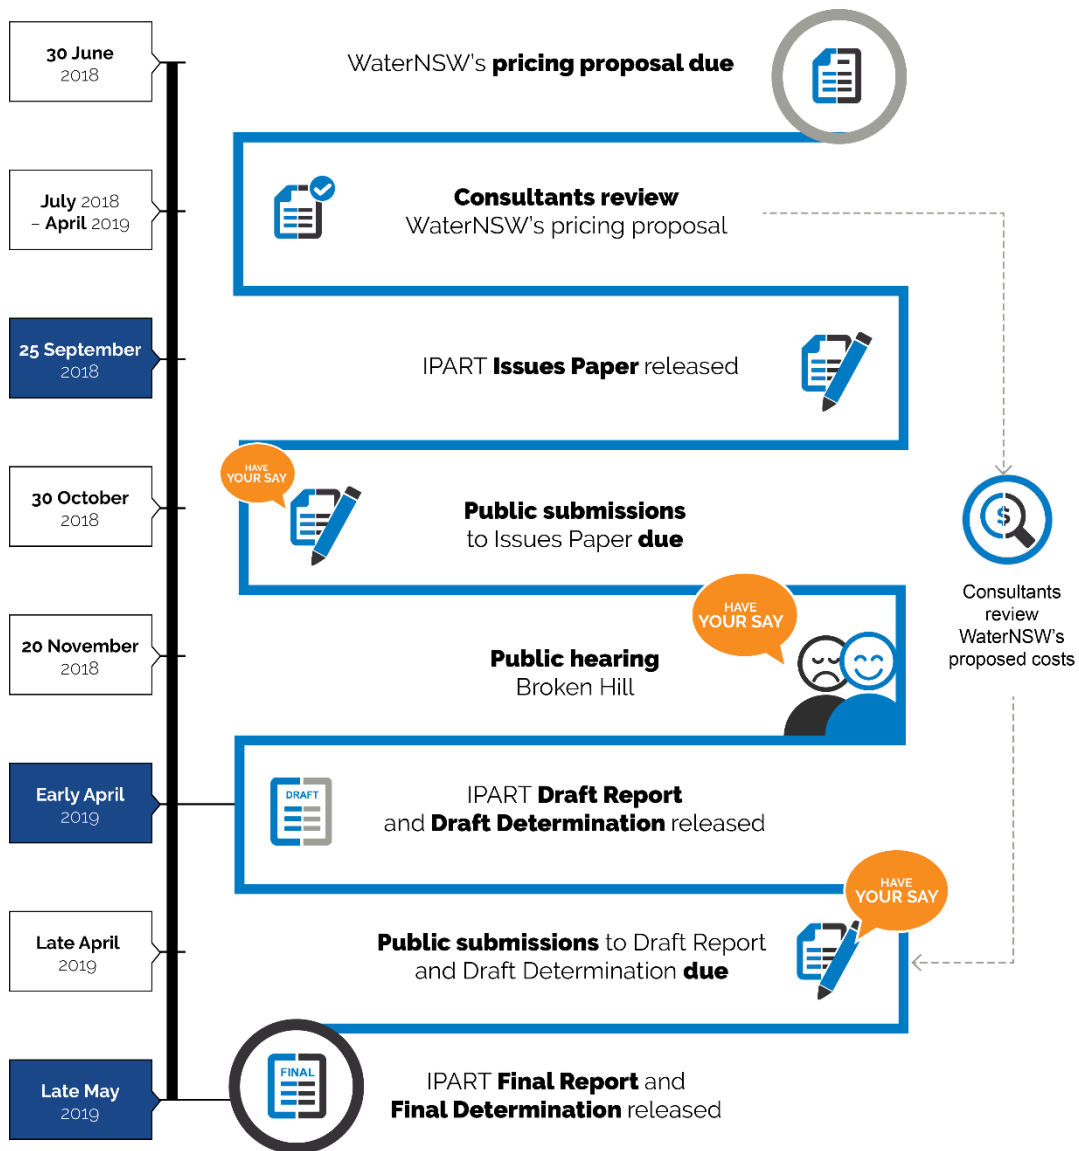 30 June
2018
WaterNSW's pricing proposal due
July 2018
– April 2019
Consultants review
WaterNSW's pricing proposal
25 September
2018
IPART Issues Paper released
30 October
2018
HAVE
YOUR SAY
Public submissions
to Issues Paper due
$
Consultants
review
WaterNSW's
proposed costs
20 November
2018
Public hearing
Broken Hill
HAVE
YOUR SAY
Early April
2019
DRAFT
IPART Draft Report
and Draft Determination released
Late April
2019
Public submissions to Draft Report
and Draft Determination due
HAVE
YOUR SAY
Late May
2019
FINAL
IPART Final Report and
Final Determination released